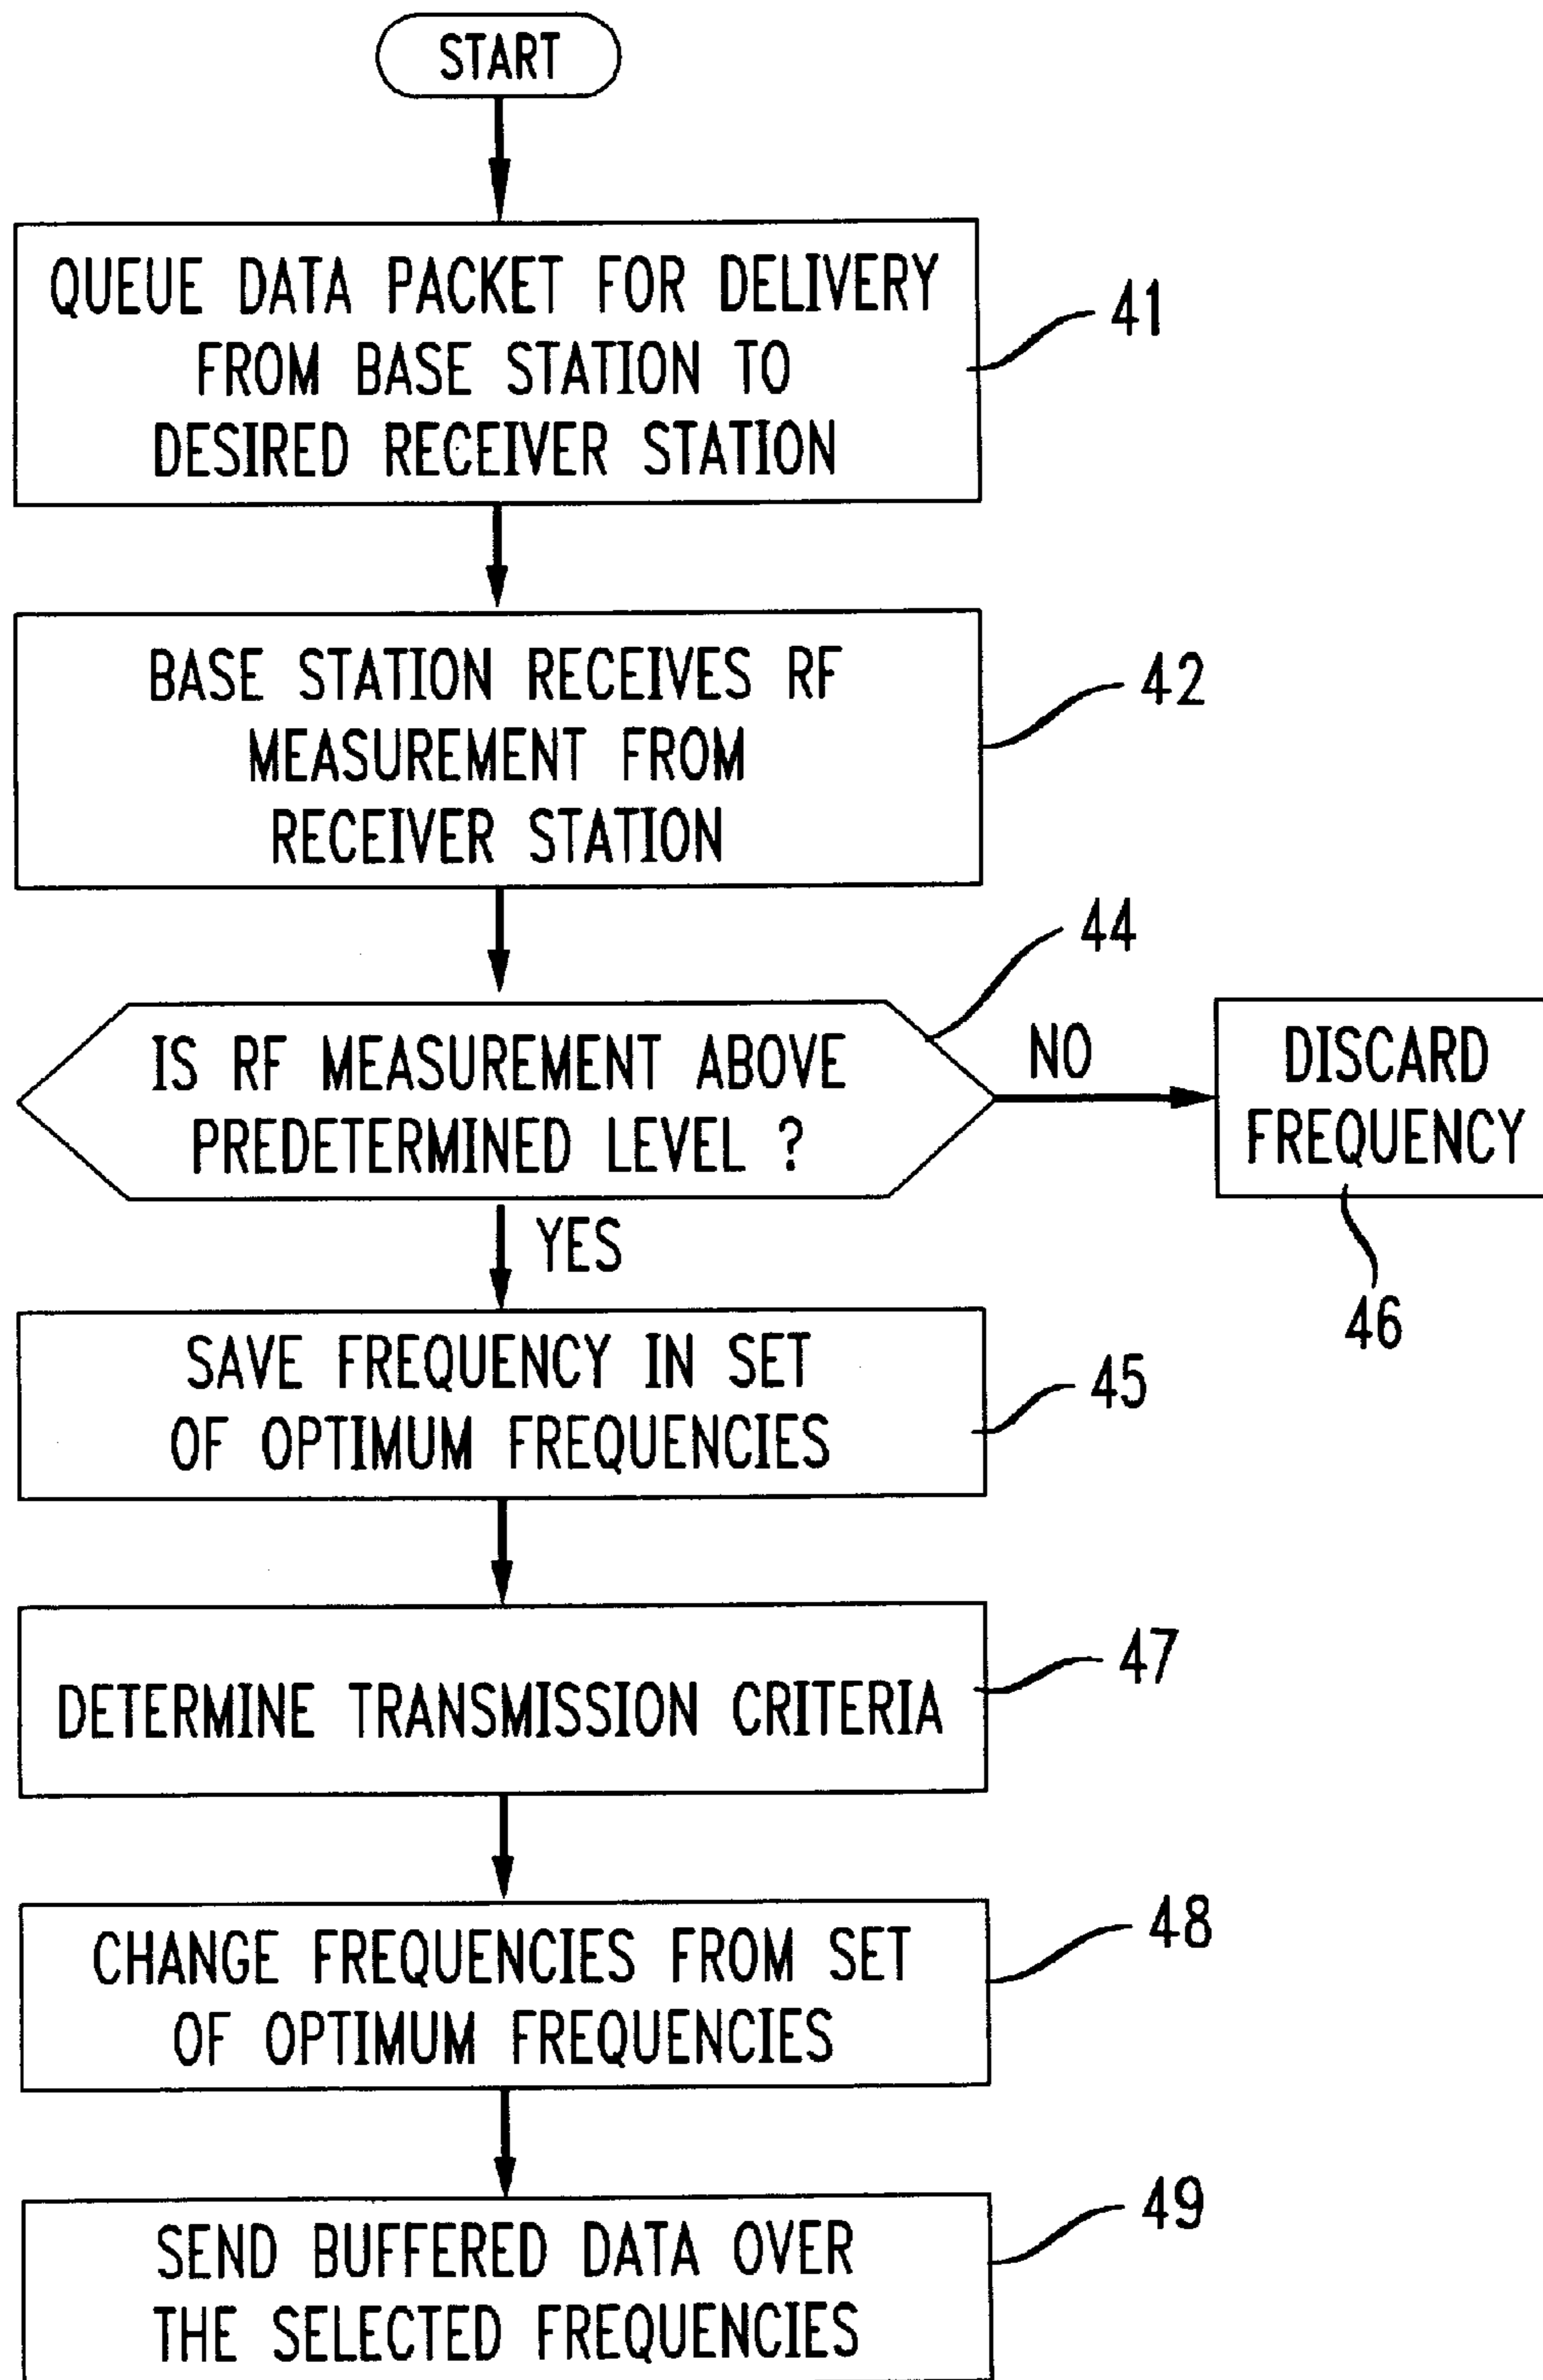 START
QUEUE DATA PACKET FOR DELIVERY
FROM BASE STATION TO
DESIRED RECEIVER STATION
41
BASE STATION RECEIVES RF
MEASUREMENT FROM
RECEIVER STATION
42
44
IS RF MEASUREMENT ABOVE
PREDETERMINED LEVEL ?
NO
DISCARD
FREQUENCY
46
YES
SAVE FREQUENCY IN SET
OF OPTIMUM FREQUENCIES
45
DETERMINE TRANSMISSION CRITERIA
47
CHANGE FREQUENCIES FROM SET
OF OPTIMUM FREQUENCIES
48
SEND BUFFERED DATA OVER
THE SELECTED FREQUENCIES
49